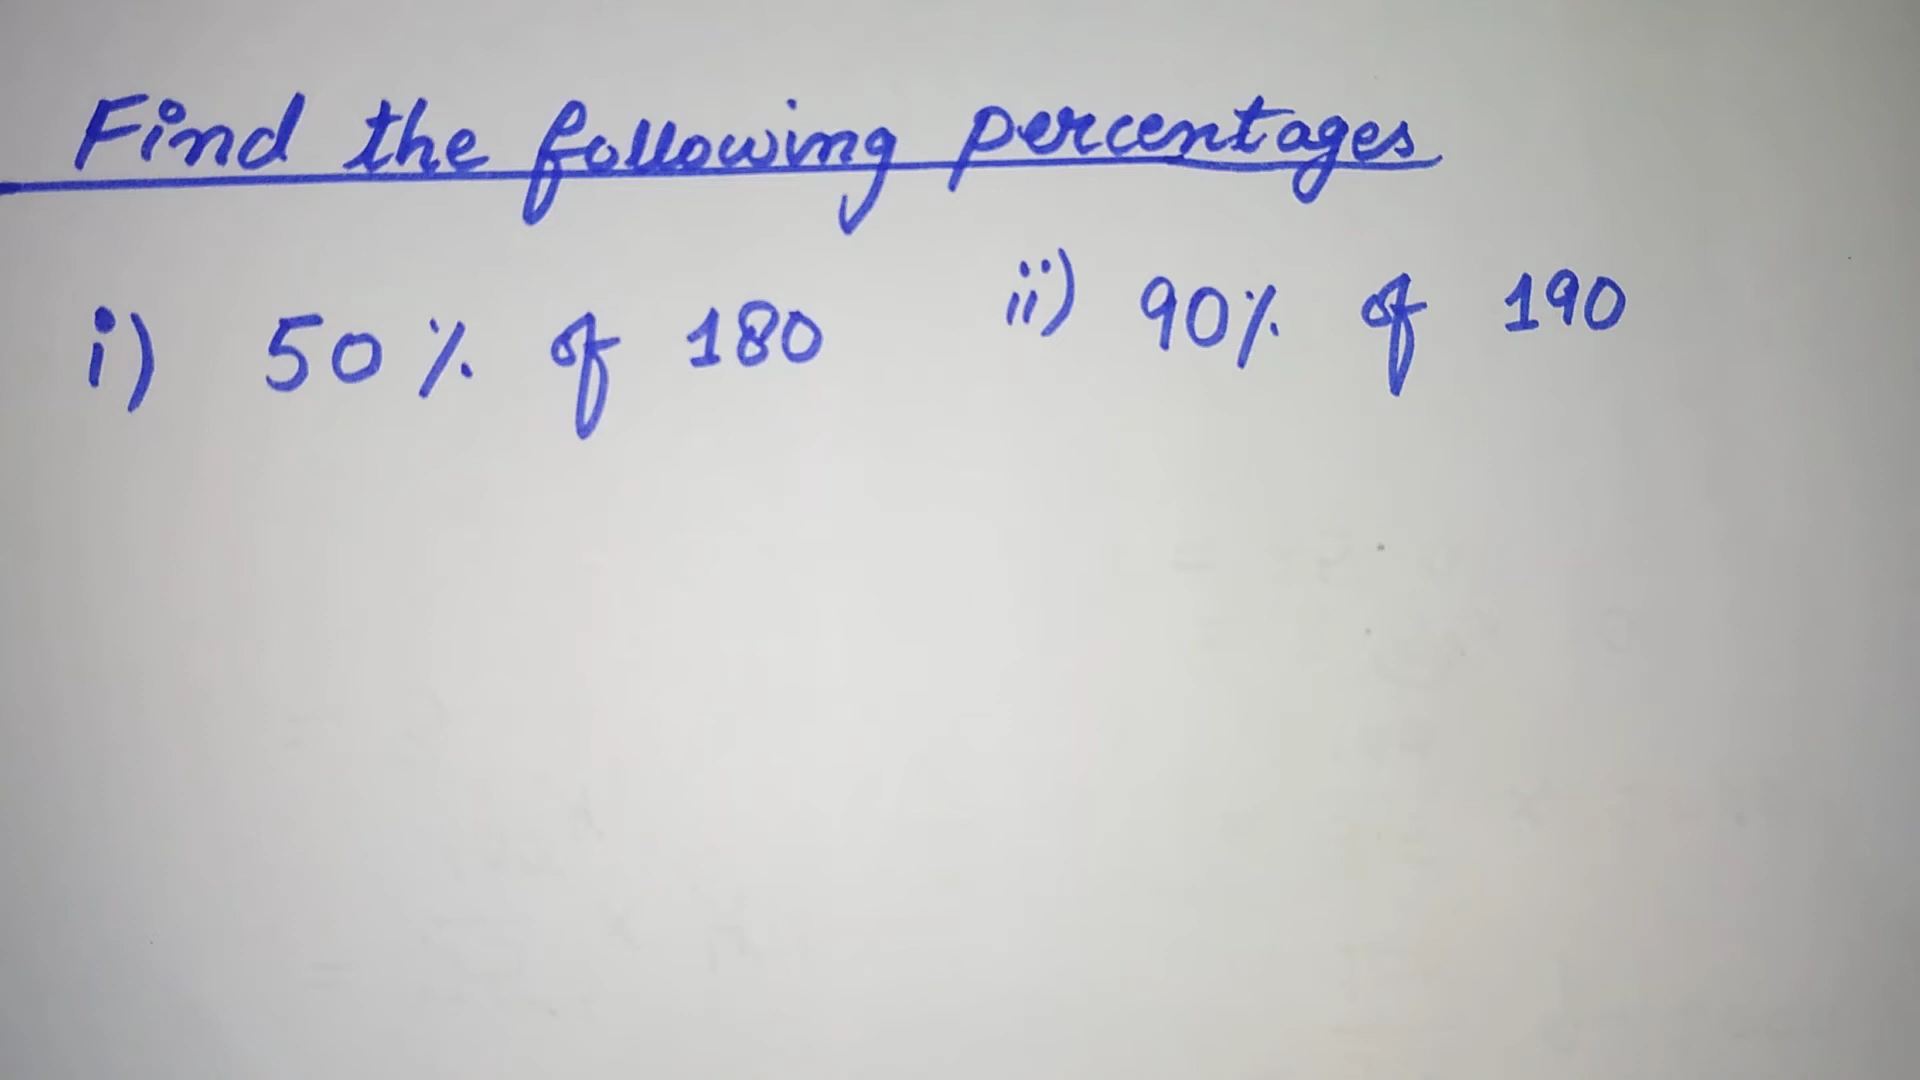 Find the following percentages
i) 50% of 180
ii) 90% of 190